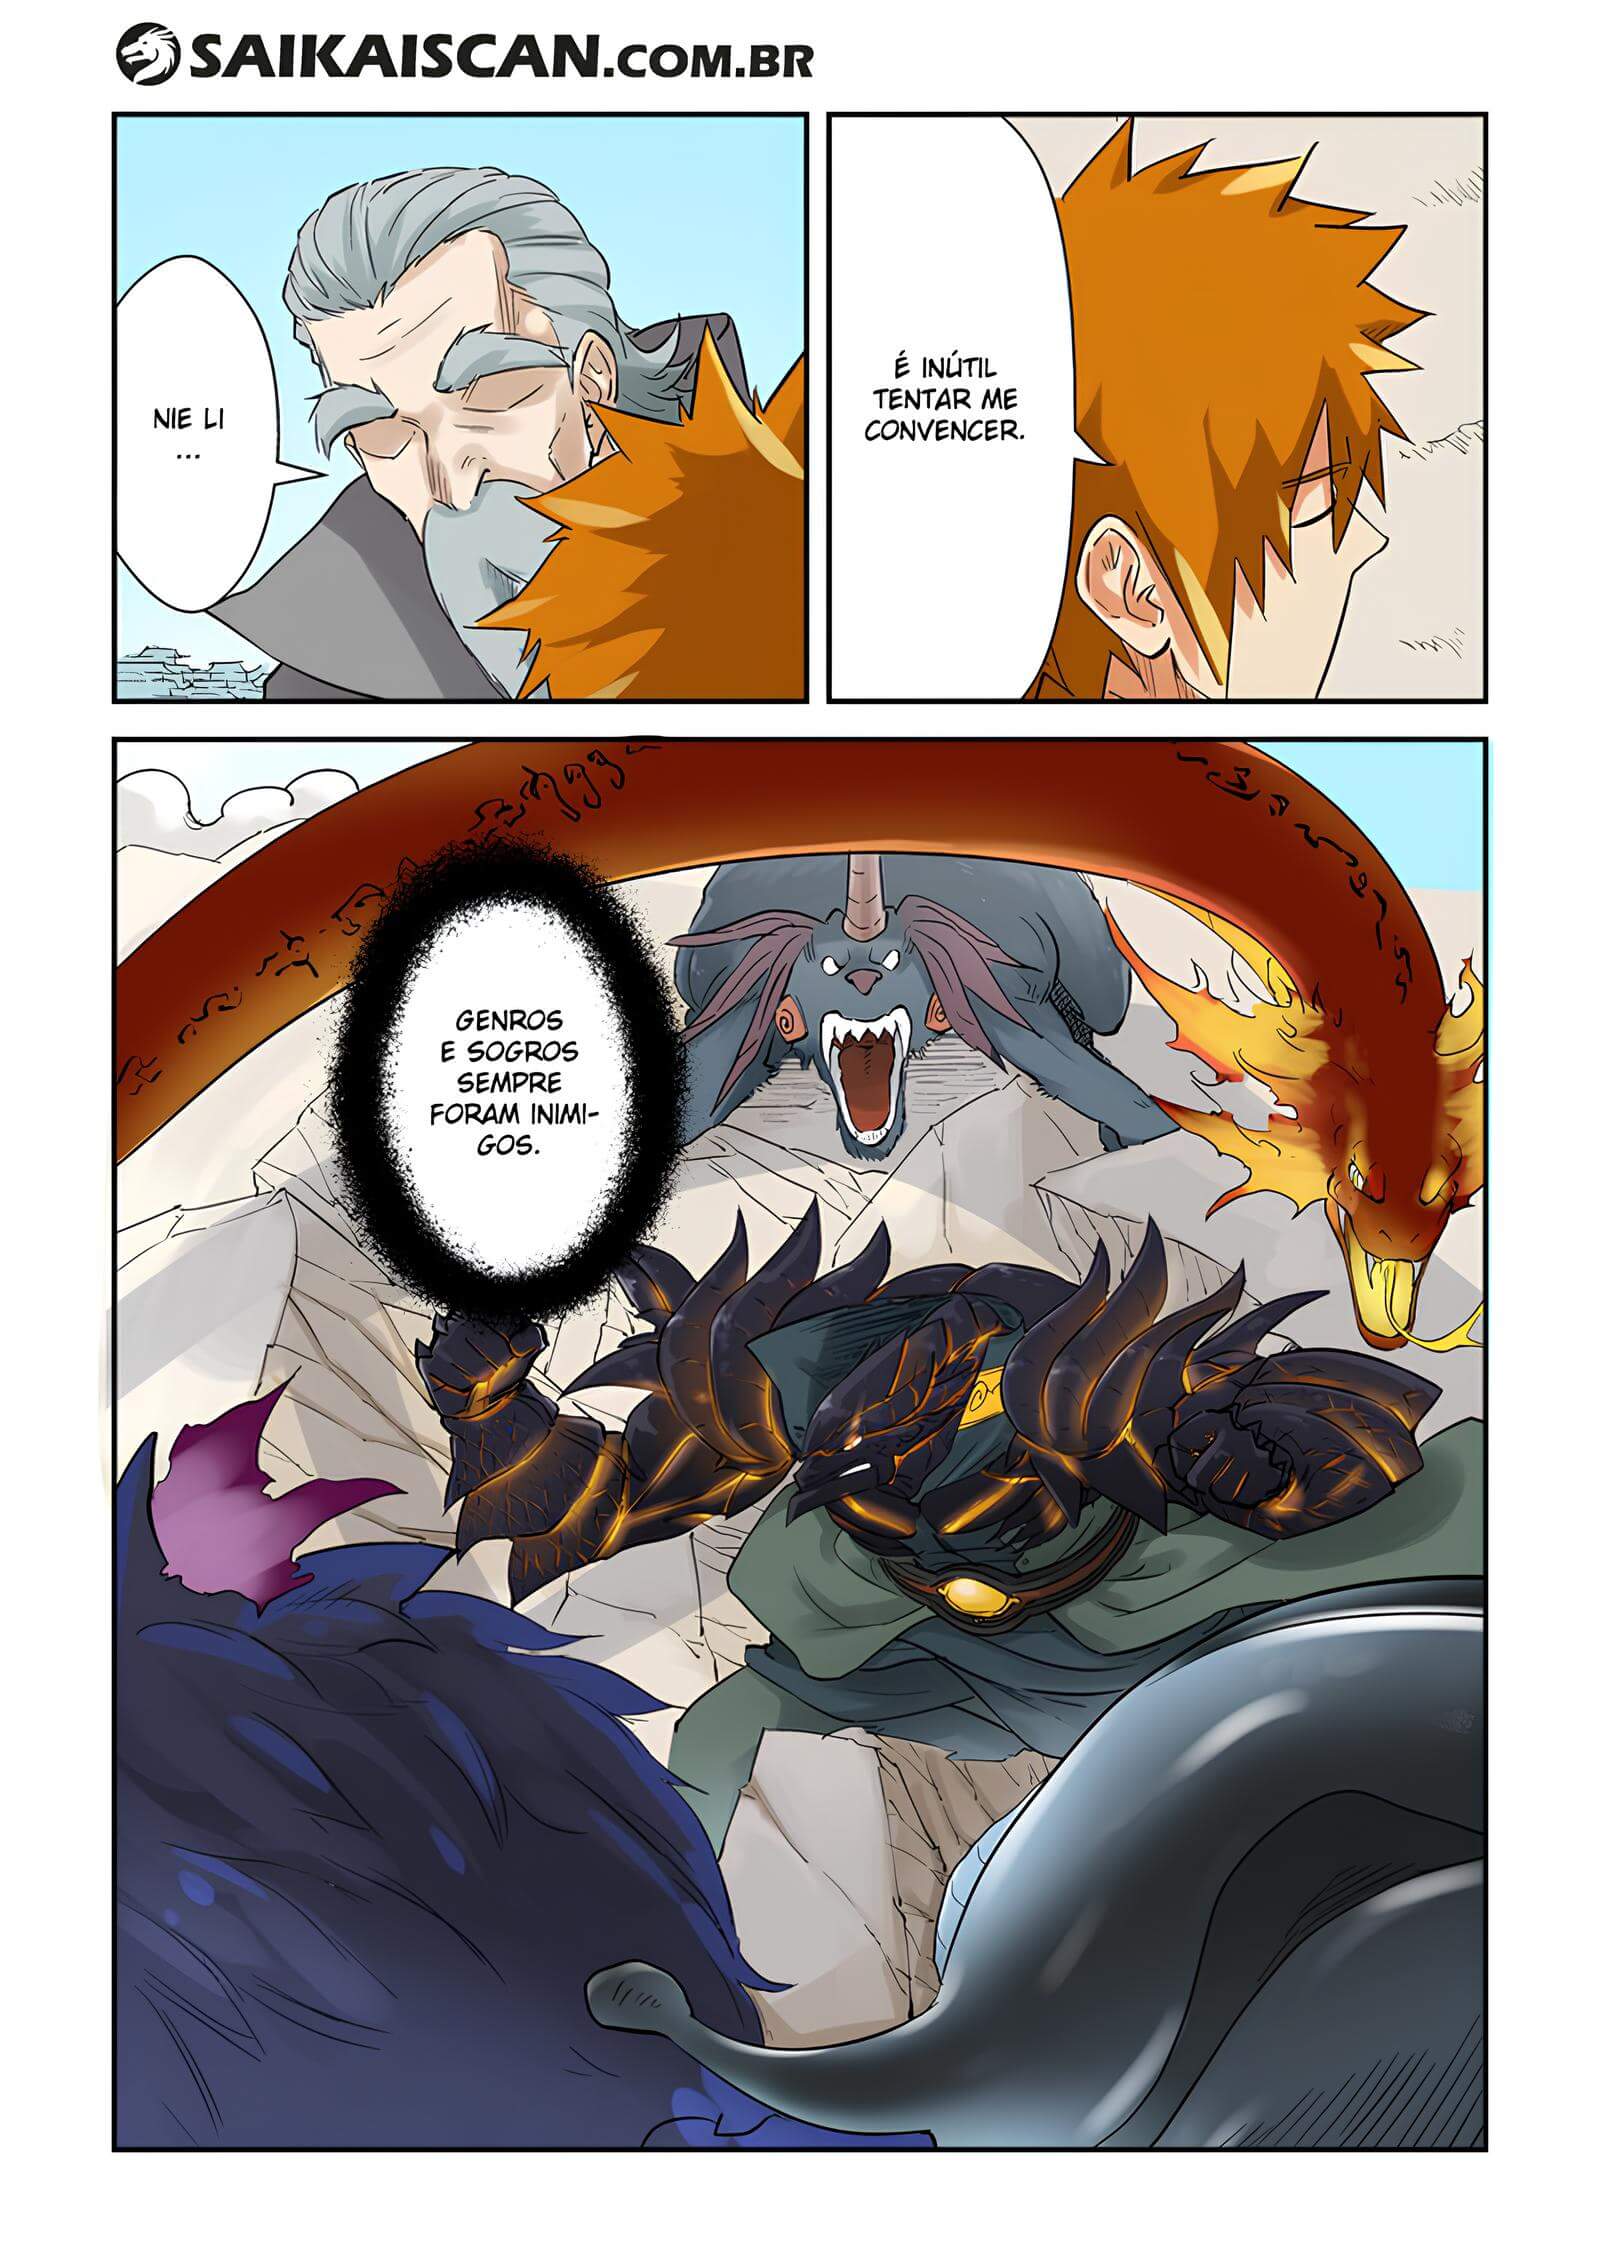 SAIKAISCAN.COM.BR
NIE LI
...
É INÚTIL
TENTAR ME
CONVENCER.
GENROS
E SOGROS
SEMPRE
FORAM INIMI-
GOS.